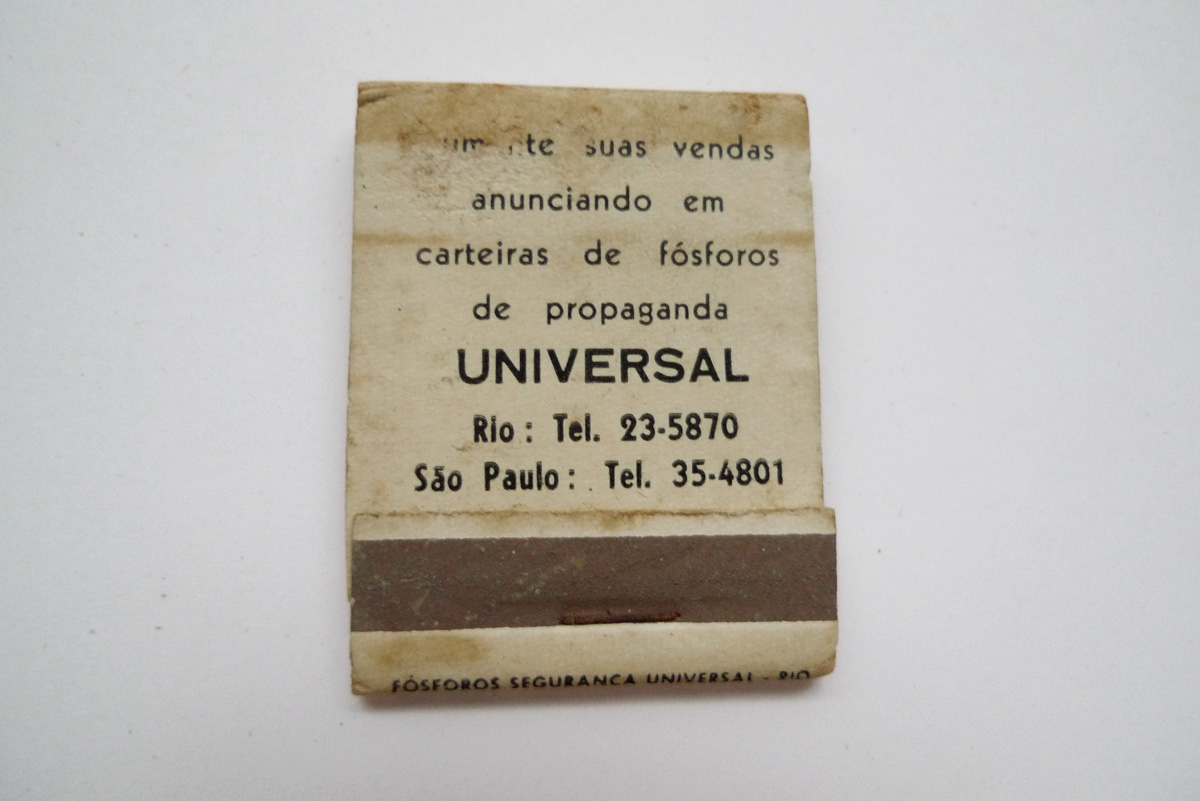 suas vendas
anunciando em
carteiras de fósforos
de propaganda
UNIVERSAL
Rio: Tel. 23-5870
São Paulo: Tel. 35-4801
FÓSFOROS SEGURANCA UNIVERSAL - RIO